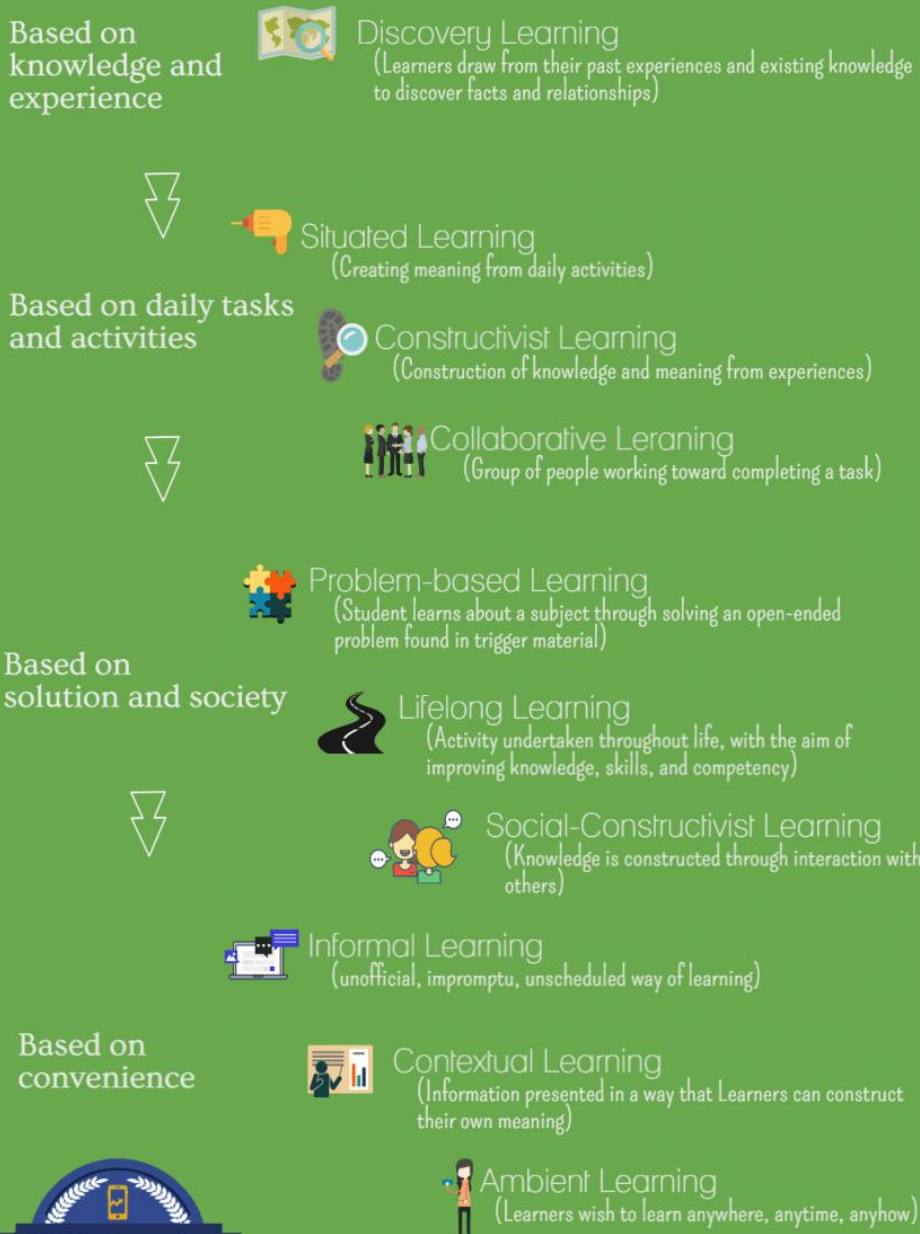 Based on
knowledge and
experience
Discovery Learning
(Learners draw from their past experiences and existing knowledge
to discover facts and relationships)
Situated Learning
(Creating meaning from daily activities)
Based on daily tasks
and activities
Constructivist Learning
(Construction of knowledge and meaning from experiences)
Collaborative Leraning
(Group of people working toward completing a task)
Problem-based Learning
(Student learns about a subject through solving an open-ended
problem found in trigger material)
Based on
solution and society
Lifelong Learning
(Activity undertaken throughout life, with the aim of
improving knowledge, skills, and competency)
Social-Constructivist Learning
(Knowledge is constructed through interaction with
others)
Informal Learning
(unofficial, impromptu, unscheduled way of learning)
Based on
convenience
Contextual Learning
(Information presented in a way that Learners can construct
their own meaning)
Ambient Learning
(Learners wish to learn anywhere, anytime, anyhow)